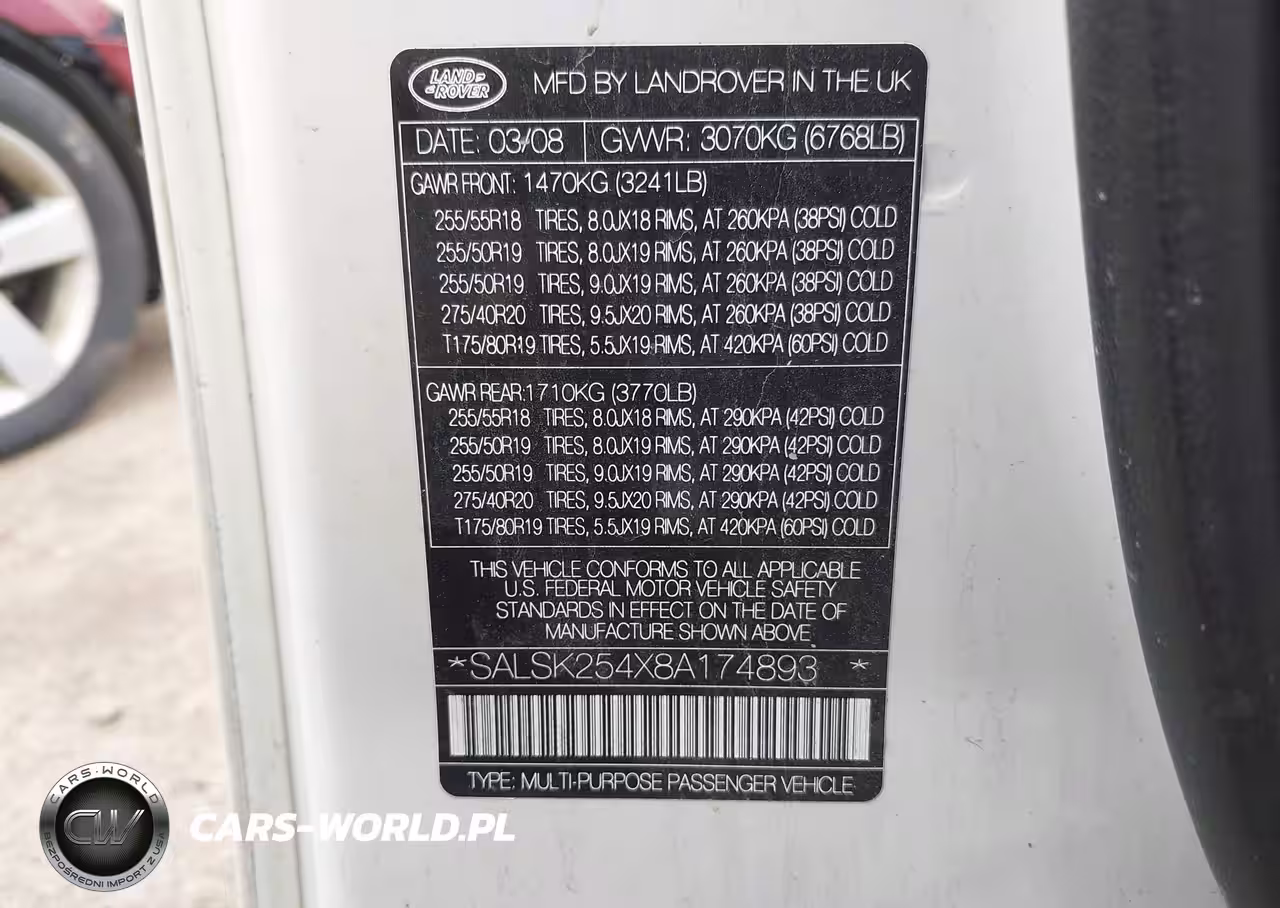 LAND ROVER
MFD BY LANDROVER IN THE UK
DATE: 03/08 GVWR: 3070KG (6768LB)
GAWR FRONT: 1470KG (3241LB)
255/55R18 TIRES, 8.0JX18 RIMS, AT 260KPA (38PSI) COLD
255/50R19 TIRES, 8.0JX19 RIMS, AT 260KPA (38PSI) COLD
255/50R19 TIRES, 9.0JX19 RIMS, AT 260KPA (38PSI) COLD
275/40R20 TIRES, 9.5JX20 RIMS, AT 260KPA (38PSI) COLD
T175/80R19 TIRES, 5.5JX19 RIMS, AT 420KPA (60PSI) COLD
GAWR REAR:1710KG (3770LB)
255/55R18 TIRES, 8.0JX18 RIMS, AT 290KPA (42PSI) COLD
255/50R19 TIRES, 8.0JX19 RIMS, AT 290KPA (42PSI) COLD
255/50R19 TIRES, 9.0JX19 RIMS, AT 290KPA (42PSI) COLD
275/40R20 TIRES, 9.5JX20 RIMS, AT 290KPA (42PSI) COLD
T175/80R19 TIRES, 5.5JX19 RIMS, AT 420KPA (60PSI) COLD
THIS VEHICLE CONFORMS TO ALL APPLICABLE
U.S. FEDERAL MOTOR VEHICLE SAFETY
STANDARDS IN EFFECT ON THE DATE OF
MANUFACTURE SHOWN ABOVE
*SALSK254X8A174893 *
TYPE: MULTI-PURPOSE PASSENGER VEHICLE
CARS-WORLD
CW
BEZPOŚREDNI IMPORT Z USA
CARS-WORLD.PL